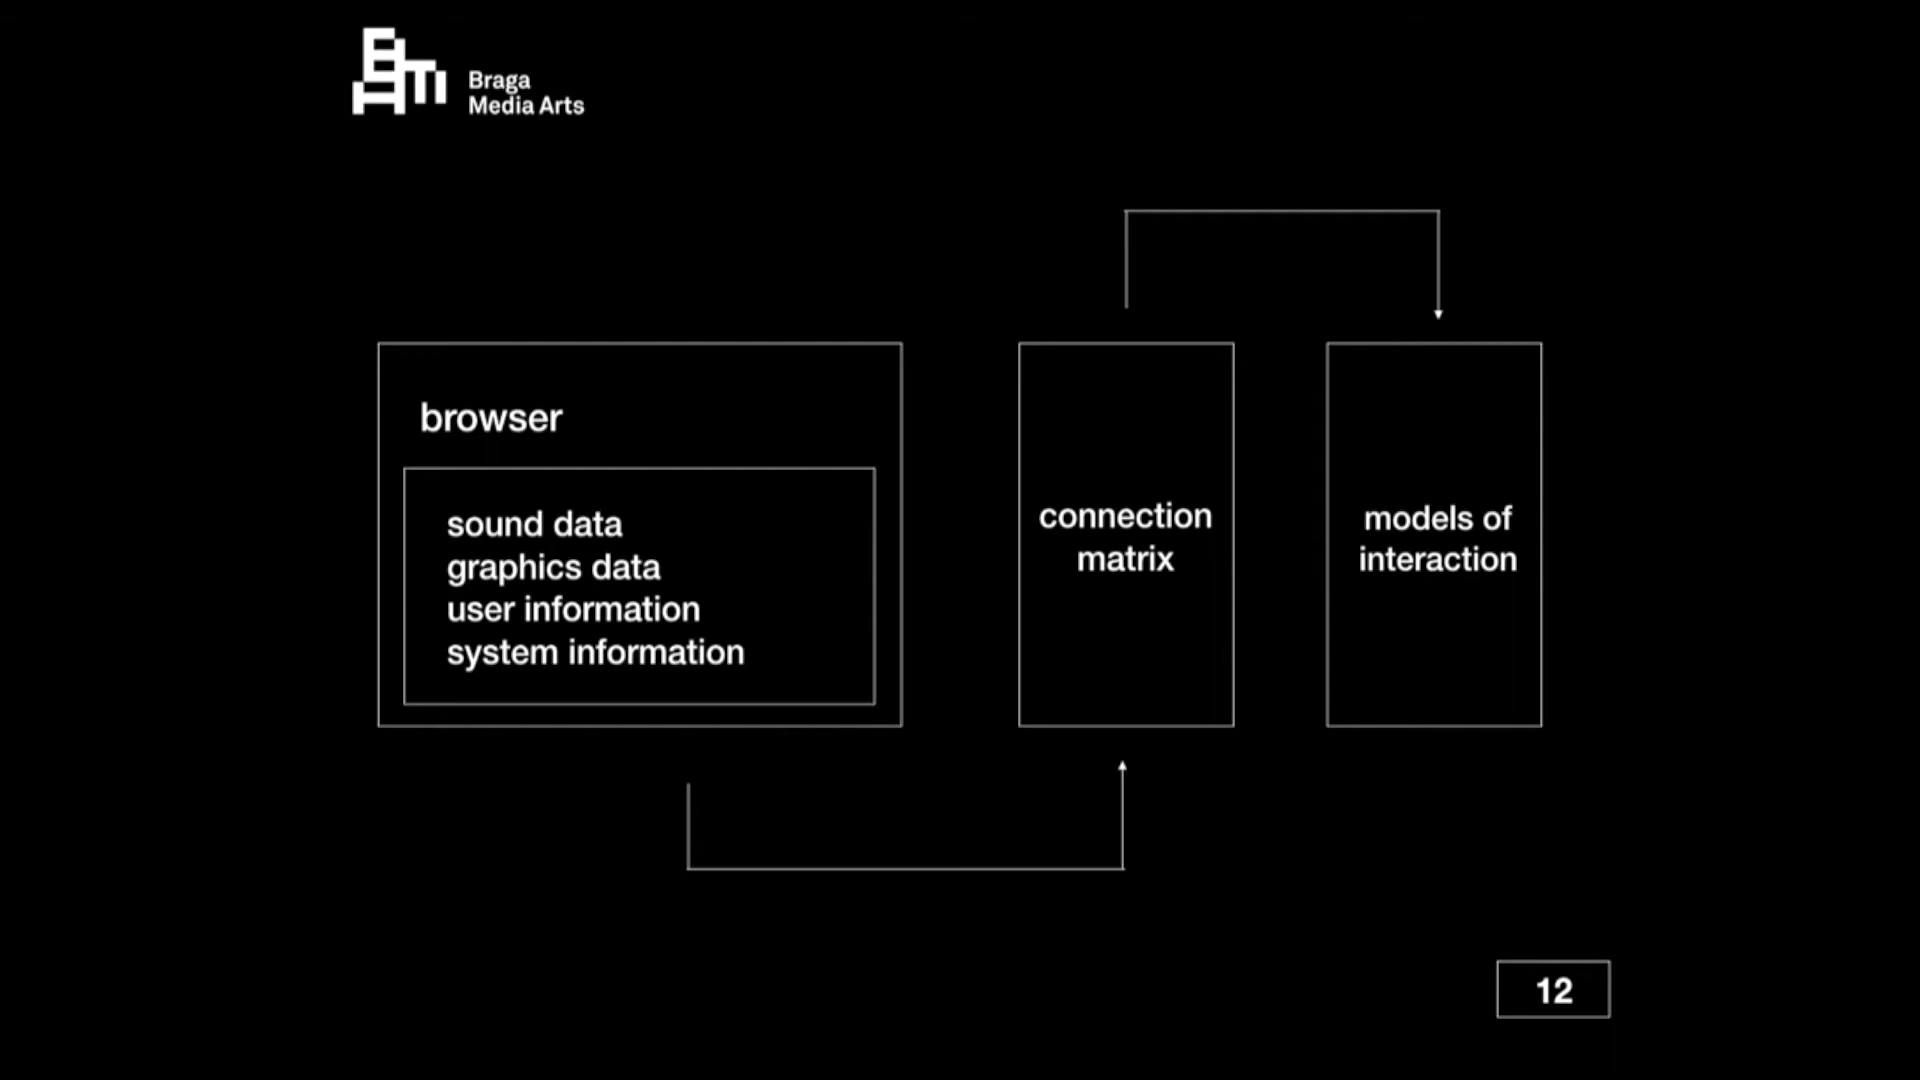 Braga
Media Arts
browser
sound data
graphics data
user information
system information
connection
matrix
models of
interaction
12